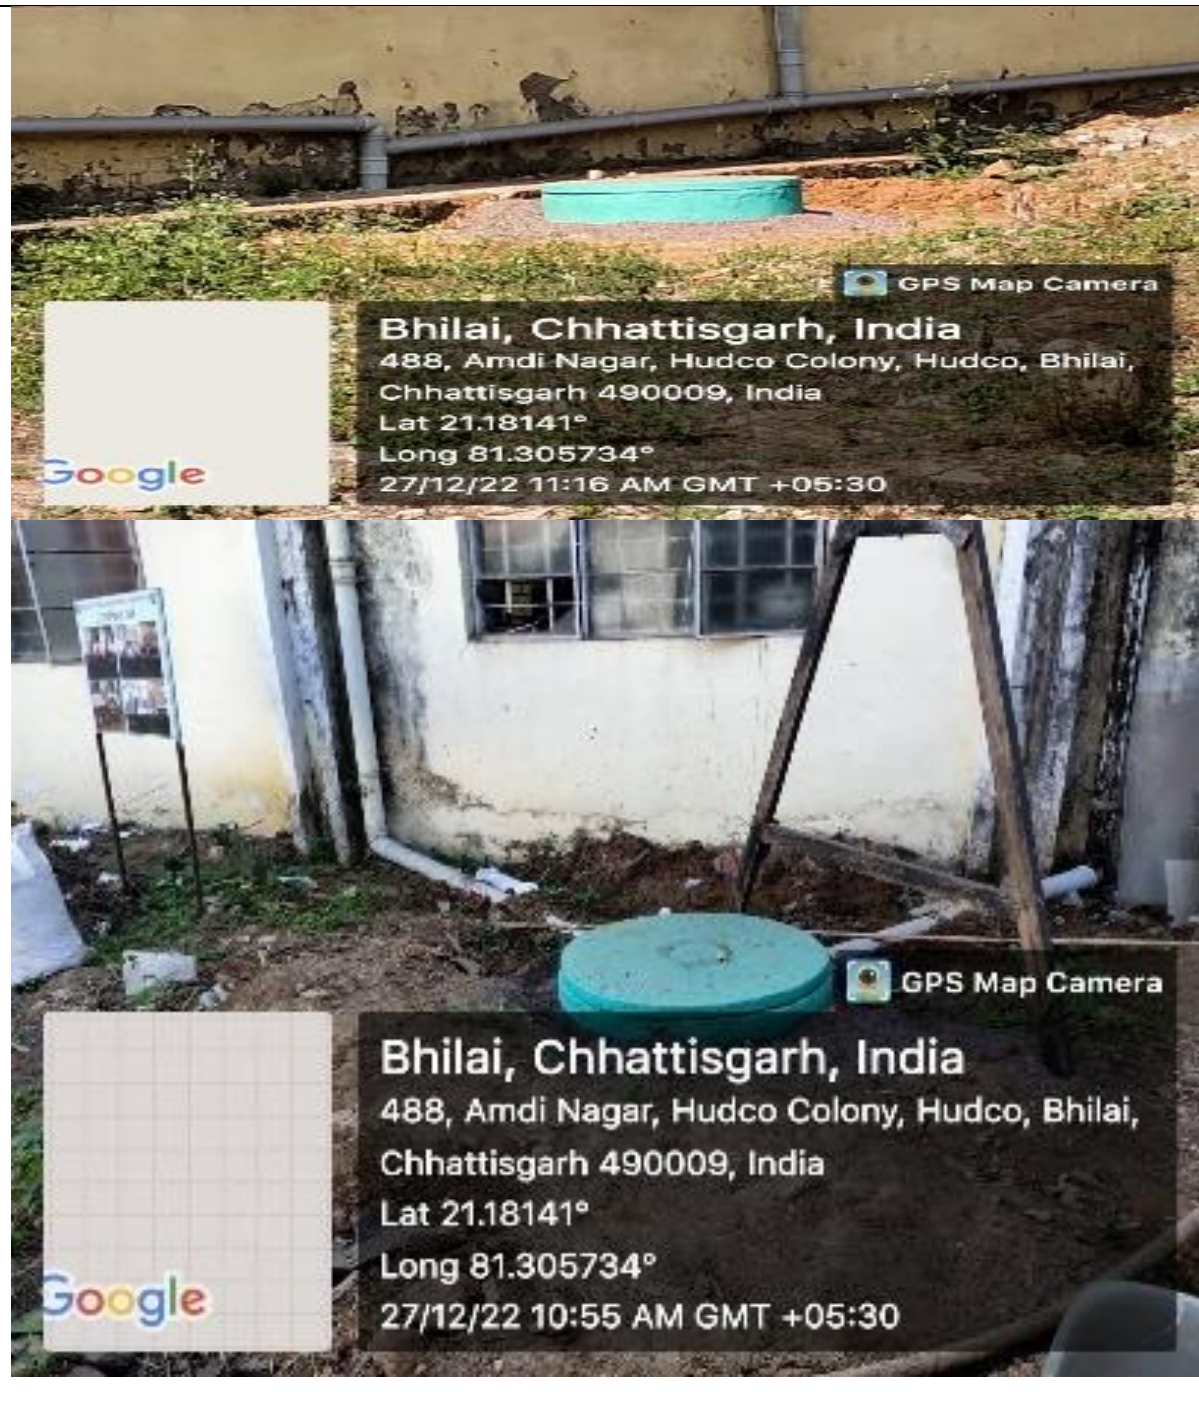 GPS Map Camera
Bhilai, Chhattisgarh, India
488, Amdi Nagar, Hudco Colony, Hudco, Bhilai,
Chhattisgarh 490009, India
Lat 21.18141°
Long 81.305734°
27/12/22 11:16 AM GMT +05:30
Google
GPS Map Camera
Bhilai, Chhattisgarh, India
488, Amdi Nagar, Hudco Colony, Hudco, Bhilai,
Chhattisgarh 490009, India
Lat 21.18141°
Long 81.305734°
27/12/22 10:55 AM GMT +05:30
Google